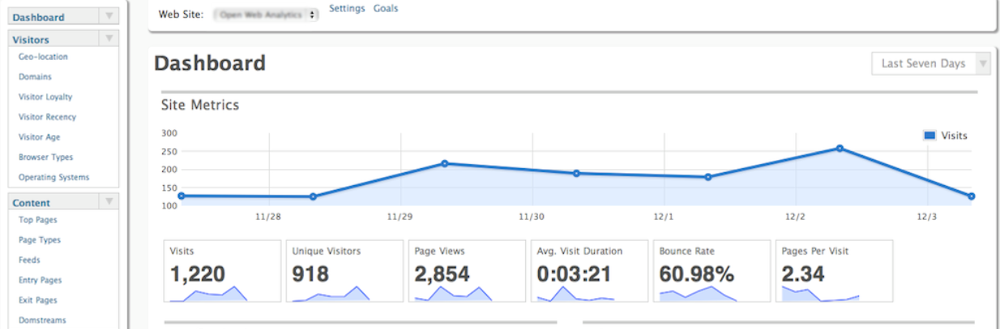 Dashboard
Visitors
Geo-location
Domains
Visitor Loyalty
Visitor Recency
Visitor Age
Browser Types
Operating Systems
Content
Top Pages
Page Types
Feeds
Entry Pages
Exit Pages
Domstreams
Web Site: Open Web Analytics Settings Goals
Dashboard Last Seven Days
Site Metrics
Visits
300
250
200
150
100
11/28 11/29 11/30 12/1 12/2 12/3
Visits Unique Visitors Page Views Avg. Visit Duration Bounce Rate Pages Per Visit
1,220 918 2,854 0:03:21 60.98% 2.34